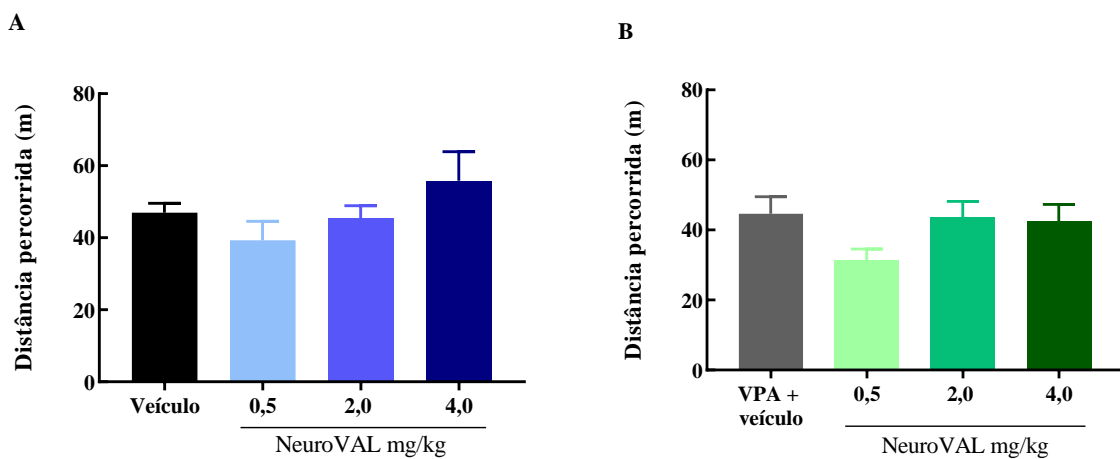 A
Distância percorrida (m)
80
60
40
20
0
Veículo 0,5 2,0 4,0
NeuroVAL mg/kg
B
Distância percorrida (m)
80
60
40
20
0
VPA + 0,5 2,0 4,0
veículo
NeuroVAL mg/kg